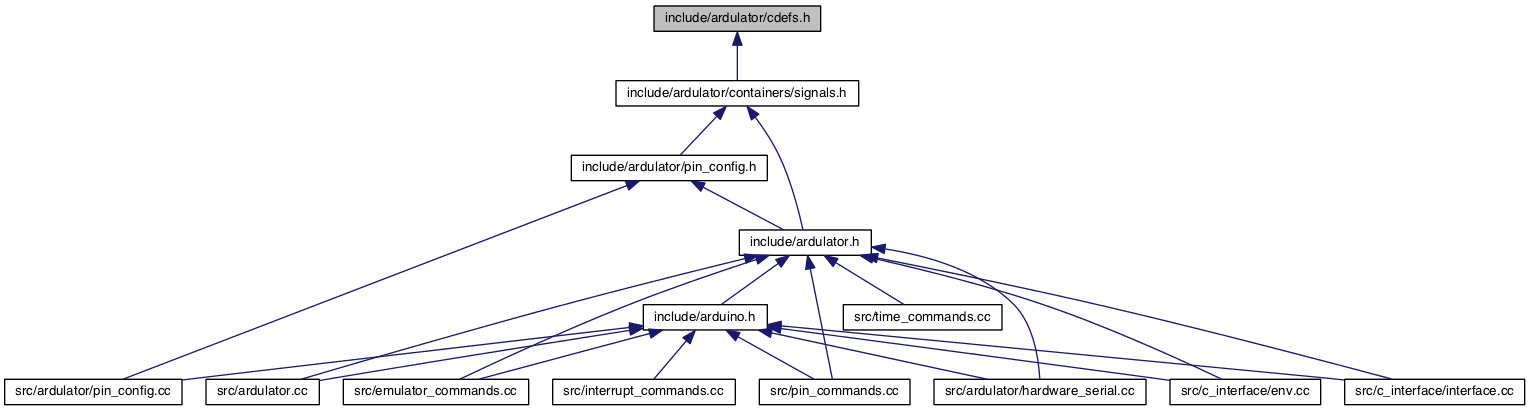 include/ardulator/cdefs.h
include/ardulator/containers/signals.h
include/ardulator/pin_config.h
include/ardulator.h
include/arduino.h
src/time_commands.cc
src/ardulator/pin_config.cc
src/ardulator.cc
src/emulator_commands.cc
src/interrupt_commands.cc
src/pin_commands.cc
src/ardulator/hardware_serial.cc
src/c_interface/env.cc
src/c_interface/interface.cc